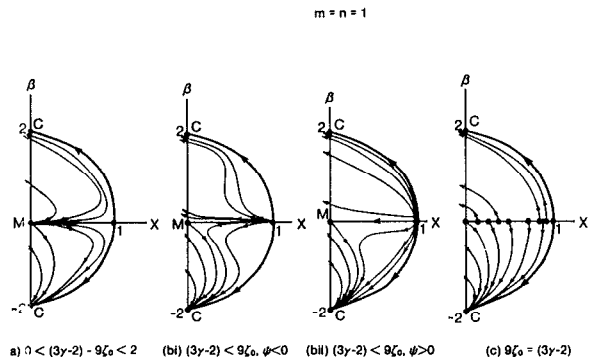 m = n = 1
β β β β
2 C 2 C 2 C 2 C
M 1 X M 1 X M 1 X 1 X
-2 C -2 C -2 C -2 C
a) 0 < (3γ-2) - 9ζ₀ < 2 (bi) (3γ-2) < 9ζ₀, ψ<0 (bii) (3γ-2) < 9ζ₀, ψ>0 (c) 9ζ₀ = (3γ-2)